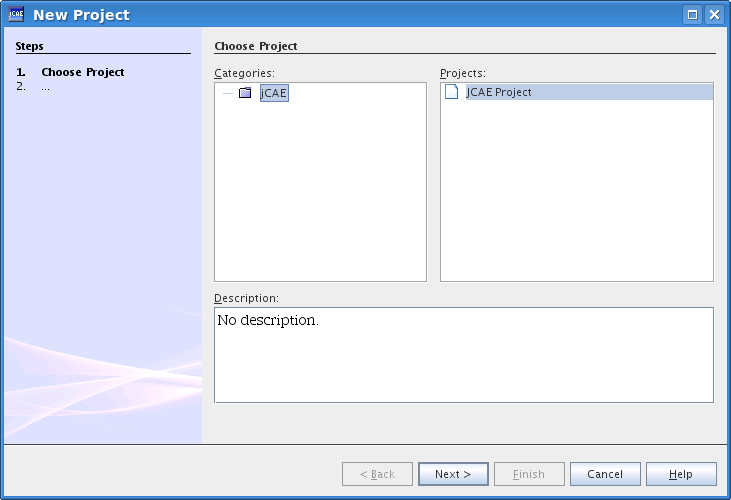 jCAE New Project
Steps
1. Choose Project
2. ...
Choose Project
Categories:
jCAE
Projects:
JCAE Project
Description:
No description.
< Back
Next >
Finish
Cancel
Help